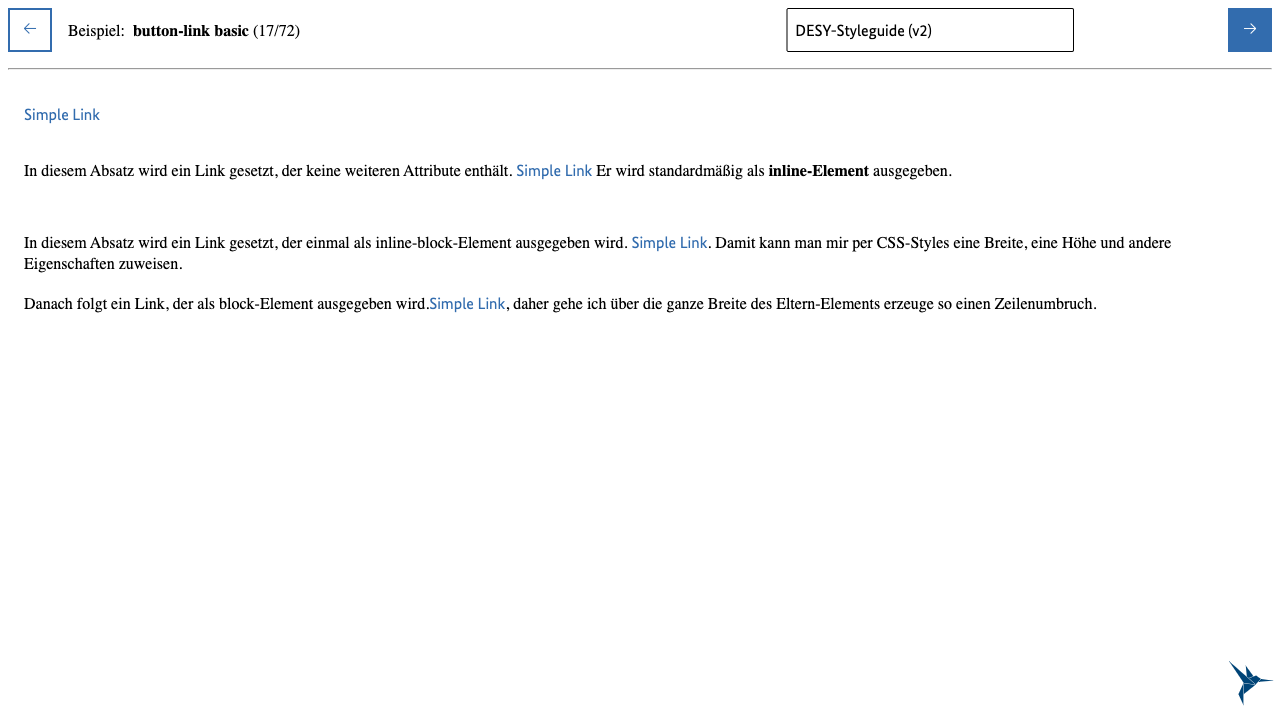 ← Beispiel: button-link basic (17/72) DESY-Styleguide (v2) →
Simple Link
In diesem Absatz wird ein Link gesetzt, der keine weiteren Attribute enthält. Simple Link Er wird standardmäßig als inline-Element ausgegeben.
In diesem Absatz wird ein Link gesetzt, der einmal als inline-block-Element ausgegeben wird. Simple Link. Damit kann man mir per CSS-Styles eine Breite, eine Höhe und andere
Eigenschaften zuweisen.
Danach folgt ein Link, der als block-Element ausgegeben wird.Simple Link, daher gehe ich über die ganze Breite des Eltern-Elements erzeuge so einen Zeilenumbruch.